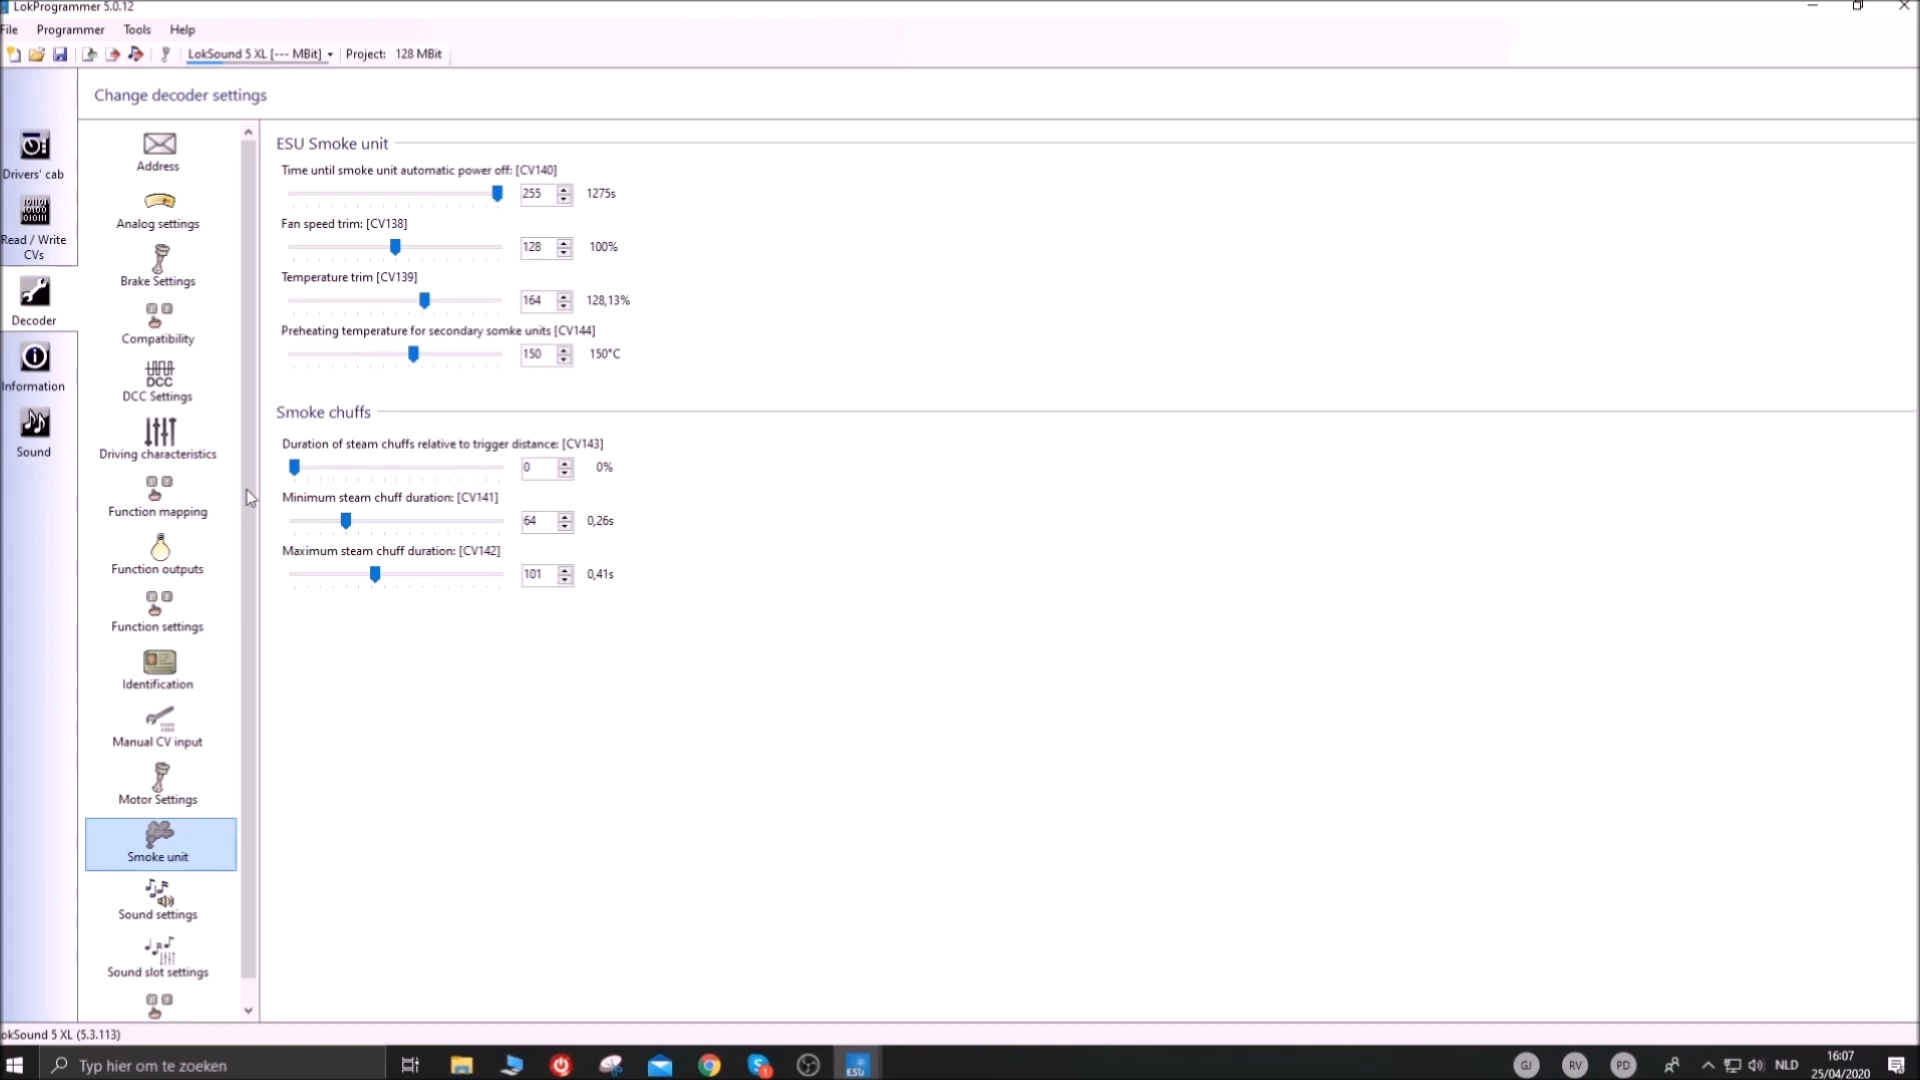 LokProgrammer 5.0.12
File Programmer Tools Help
LokSound 5 XL [--- MBit] Project: 128 MBit
Change decoder settings
Drivers' cab
Read / Write
CVs
Decoder
Information
Sound
Address
Analog settings
Brake Settings
Compatibility
DCC
DCC Settings
Driving characteristics
Function mapping
Function outputs
Function settings
Identification
Manual CV input
Motor Settings
Smoke unit
Sound settings
Sound slot settings
ESU Smoke unit
Time until smoke unit automatic power off: [CV140]
255 1275s
Fan speed trim: [CV138]
128 100%
Temperature trim [CV139]
164 128,13%
Preheating temperature for secondary somke units [CV144]
150 150°C
Smoke chuffs
Duration of steam chuffs relative to trigger distance: [CV143]
0 0%
Minimum steam chuff duration: [CV141]
64 0,26s
Maximum steam chuff duration: [CV142]
101 0,41s
okSound 5 XL (5.3.113)
Typ hier om te zoeken
1
ESU
GJ RV PD
NLD
16:07
25/04/2020